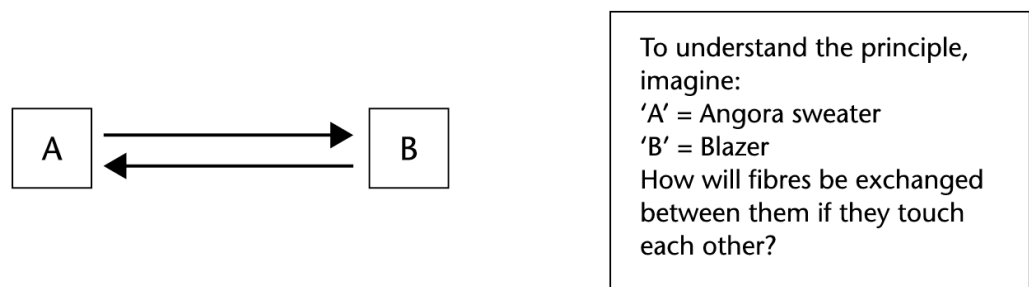 A
B
To understand the principle,
imagine:
‘A’ = Angora sweater
‘B’ = Blazer
How will fibres be exchanged
between them if they touch
each other?